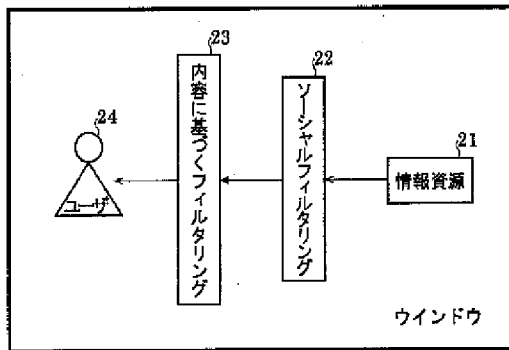 23
内容に基づくフィルタリング
22
ソーシャルフィルタリング
24
ユーザ
21
情報資源
ウインドウ